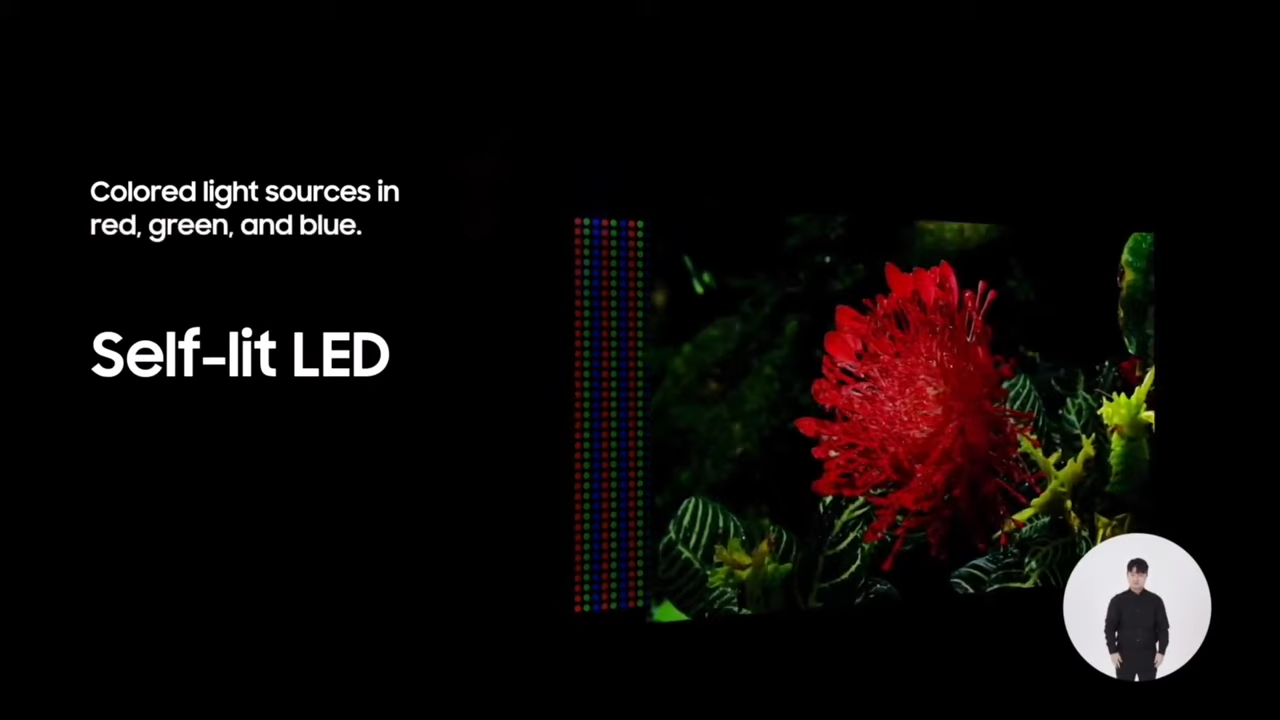 Colored light sources in
red, green, and blue.
Self-lit LED